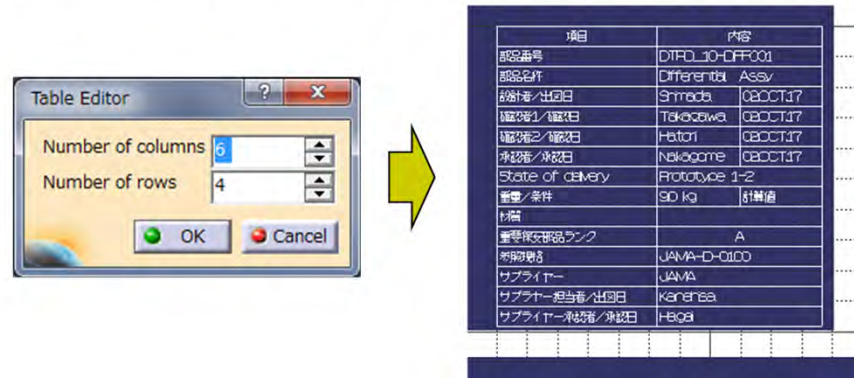 Table Editor
Number of columns 6
Number of rows 4
OK Cancel
項目 内容
部品番号 DTRD_10-DFF001
部品名称 Differential Assy
設計者/出図日 Shimada 02OCT.17
確認者1/確認日 Takazawa 02OCT.17
確認者2/確認日 Hatori 02OCT.17
承認者/承認日 Nakagome 02OCT.17
State of delivery Prototype 1-2
重量/条件 90 kg 計算値
材質
重要保安部品ランク A
参照規格 JAMA-D-0100
サプライヤー JAMA
サプライヤー担当者/出図日 Kanehisa
サプライヤー承認者/承認日 Hagai